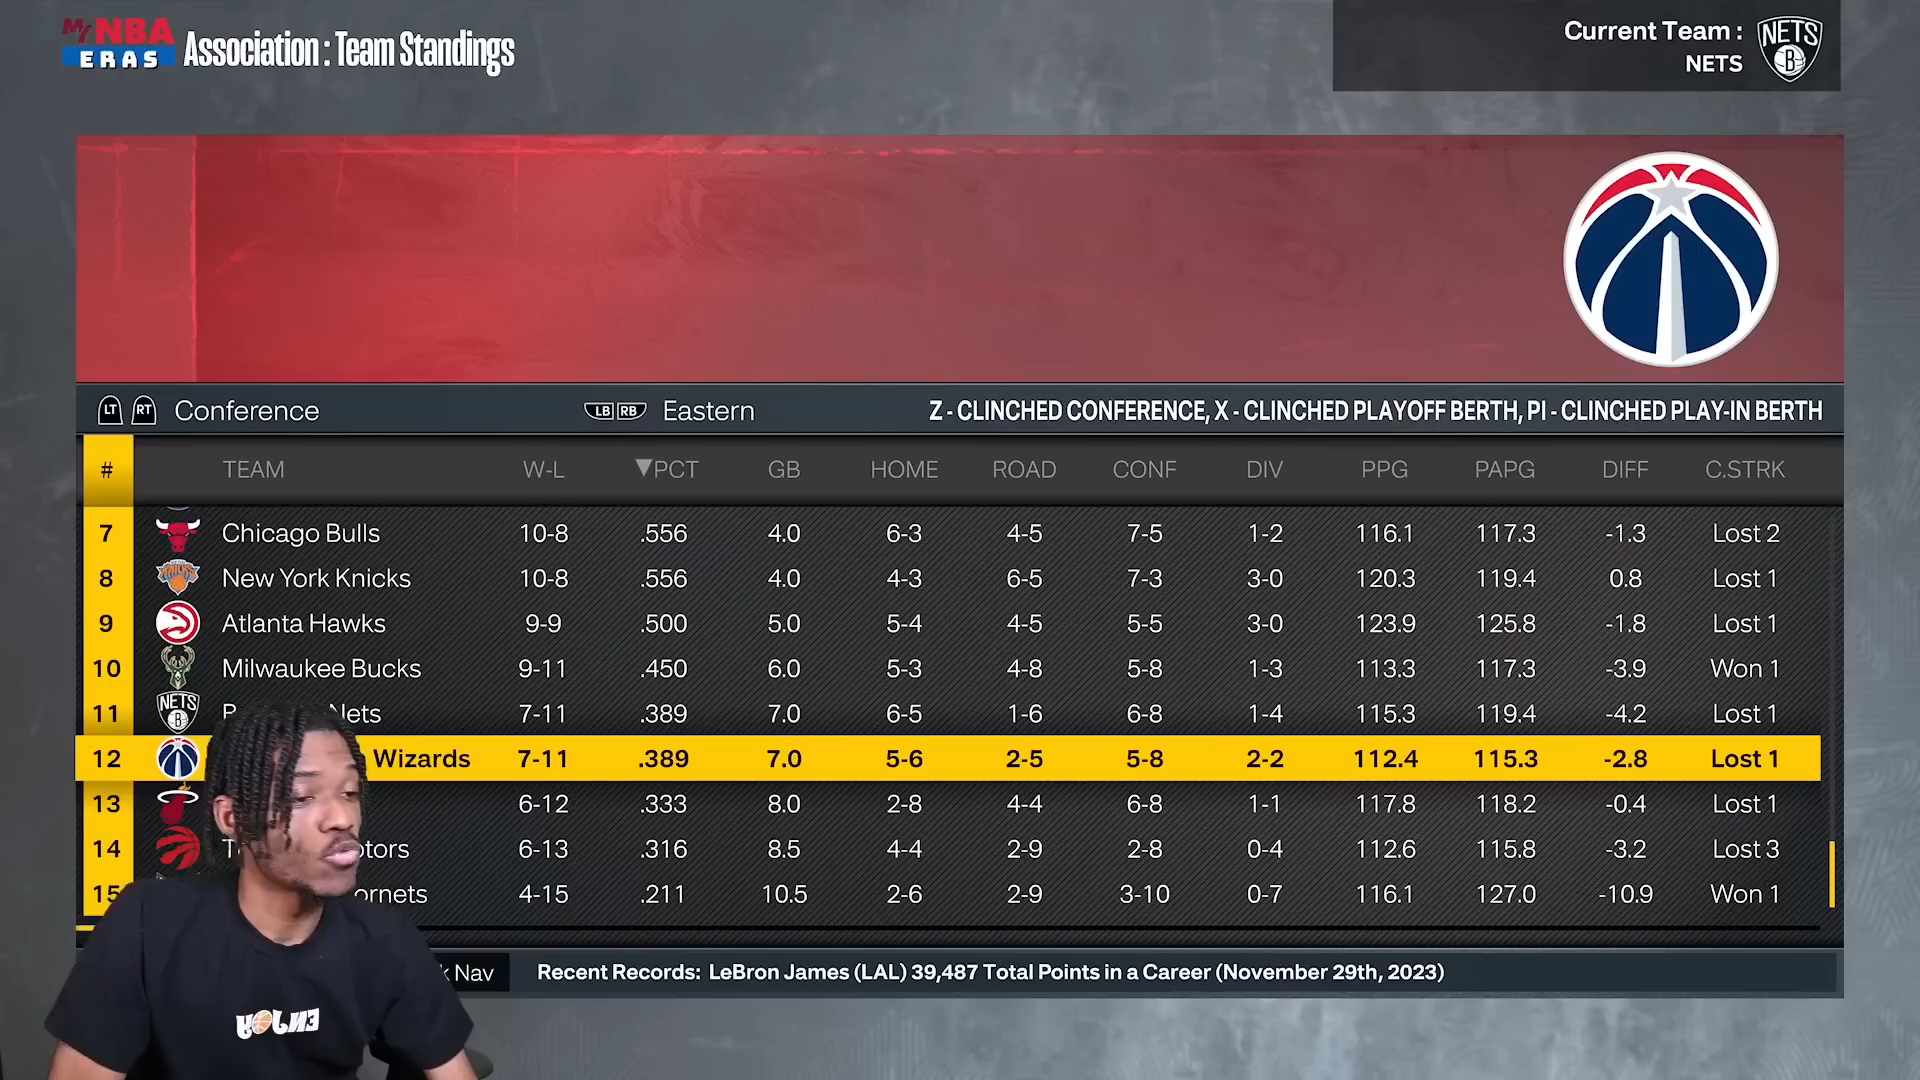 My NBA ERAS Association : Team Standings
Current Team :
NETS
NETS B
LT RT Conference LB RB Eastern Z - CLINCHED CONFERENCE, X - CLINCHED PLAYOFF BERTH, PI - CLINCHED PLAY-IN BERTH
# TEAM W-L ▼PCT GB HOME ROAD CONF DIV PPG PAPG DIFF C.STRK
7 Chicago Bulls 10-8 .556 4.0 6-3 4-5 7-5 1-2 116.1 117.3 -1.3 Lost 2
8 KNICKS New York Knicks 10-8 .556 4.0 4-3 6-5 7-3 3-0 120.3 119.4 0.8 Lost 1
9 Atlanta Hawks 9-9 .500 5.0 5-4 4-5 5-5 3-0 123.9 125.8 -1.8 Lost 1
10 Milwaukee Bucks 9-11 .450 6.0 5-3 4-8 5-8 1-3 113.3 117.3 -3.9 Won 1
11 NETS B Nets 7-11 .389 7.0 6-5 1-6 6-8 1-4 115.3 119.4 -4.2 Lost 1
12 Wizards 7-11 .389 7.0 5-6 2-5 5-8 2-2 112.4 115.3 -2.8 Lost 1
13 6-12 .333 8.0 2-8 4-4 6-8 1-1 117.8 118.2 -0.4 Lost 1
14 6-13 .316 8.5 4-4 2-9 2-8 0-4 112.6 115.8 -3.2 Lost 3
15 4-15 .211 10.5 2-6 2-9 3-10 0-7 116.1 127.0 -10.9 Won 1
Nav Recent Records: LeBron James (LAL) 39,487 Total Points in a Career (November 29th, 2023)